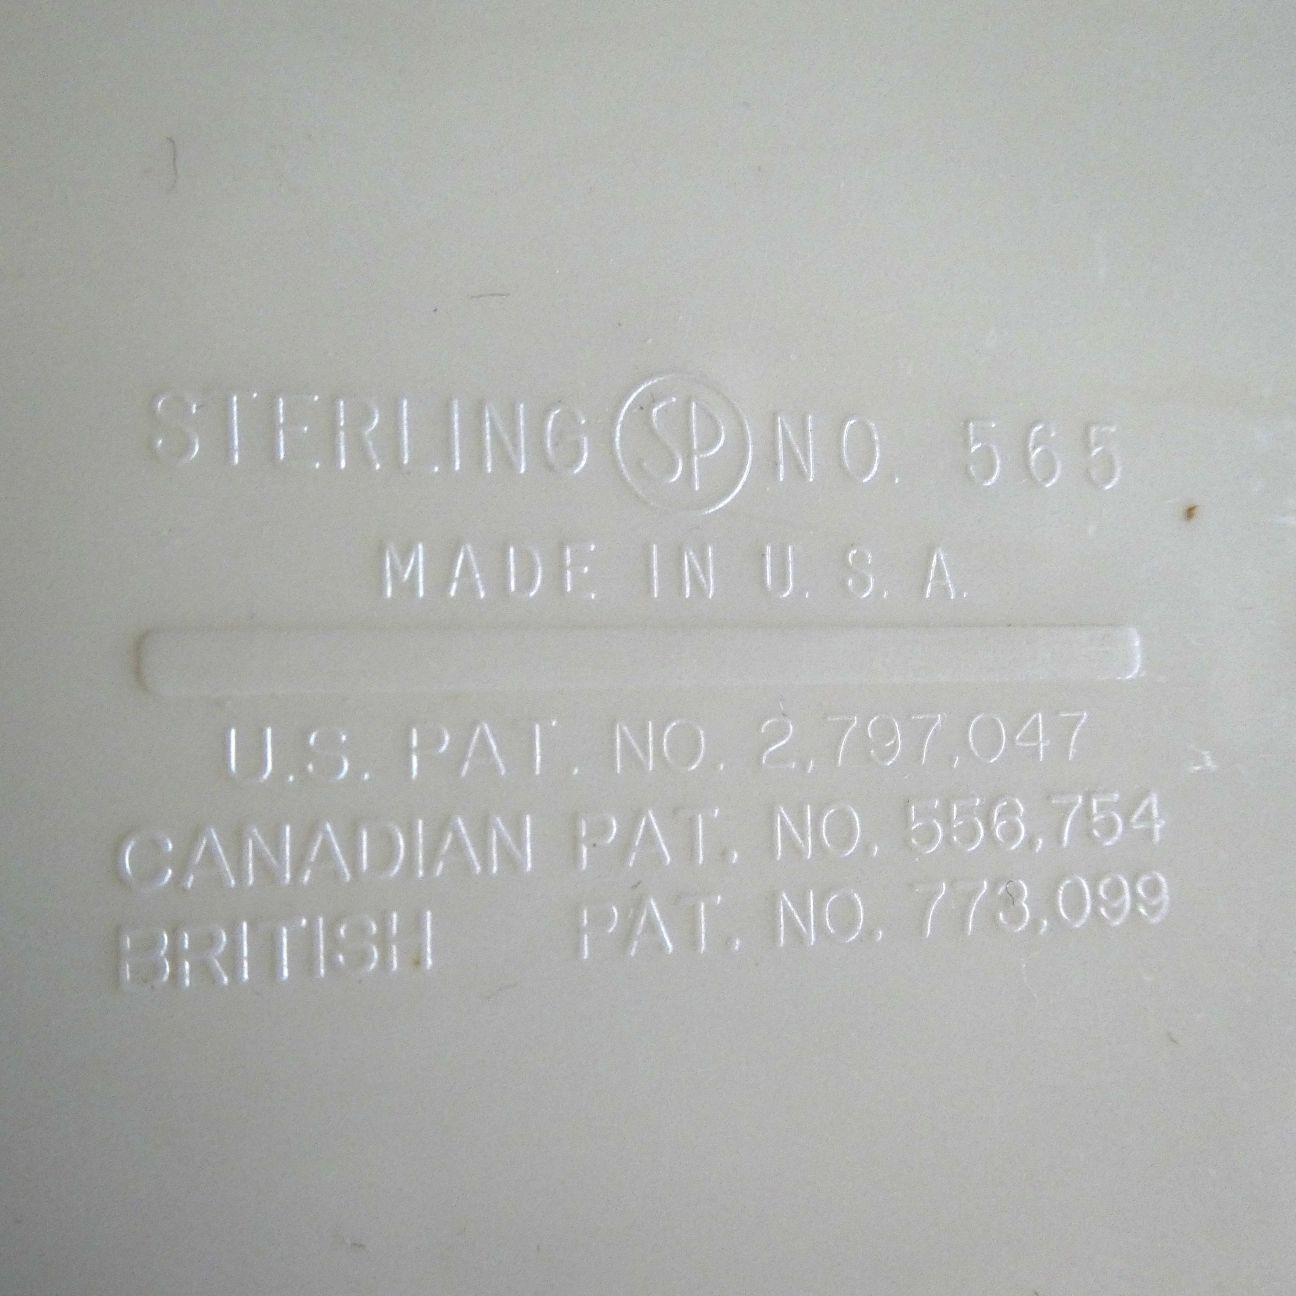 STERLING SP NO. 565
MADE IN U.S.A.
U.S. PAT. NO. 2,797,047
CANADIAN PAT. NO. 556,754
BRITISH PAT. NO. 773,099